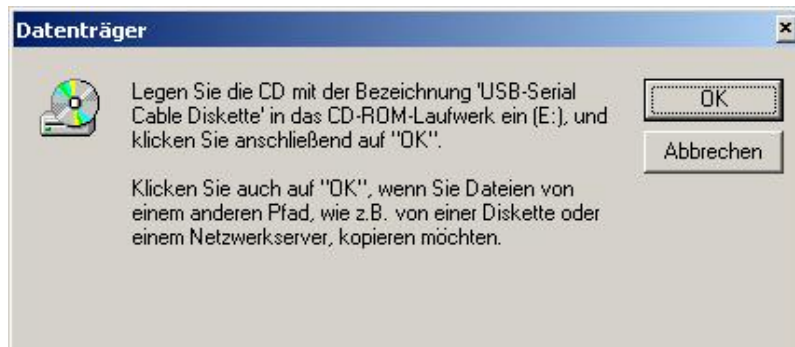 Datenträger
Legen Sie die CD mit der Bezeichnung 'USB-Serial
Cable Diskette' in das CD-ROM-Laufwerk ein (E:), und
klicken Sie anschließend auf "OK".
Klicken Sie auch auf "OK", wenn Sie Dateien von
einem anderen Pfad, wie z.B. von einer Diskette oder
einem Netzwerkserver, kopieren möchten.
OK
Abbrechen